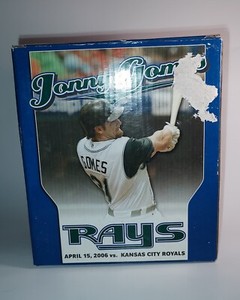 Jonny Gomes
GOMES
31
RAYS
APRIL 15, 2006 vs. KANSAS CITY ROYALS